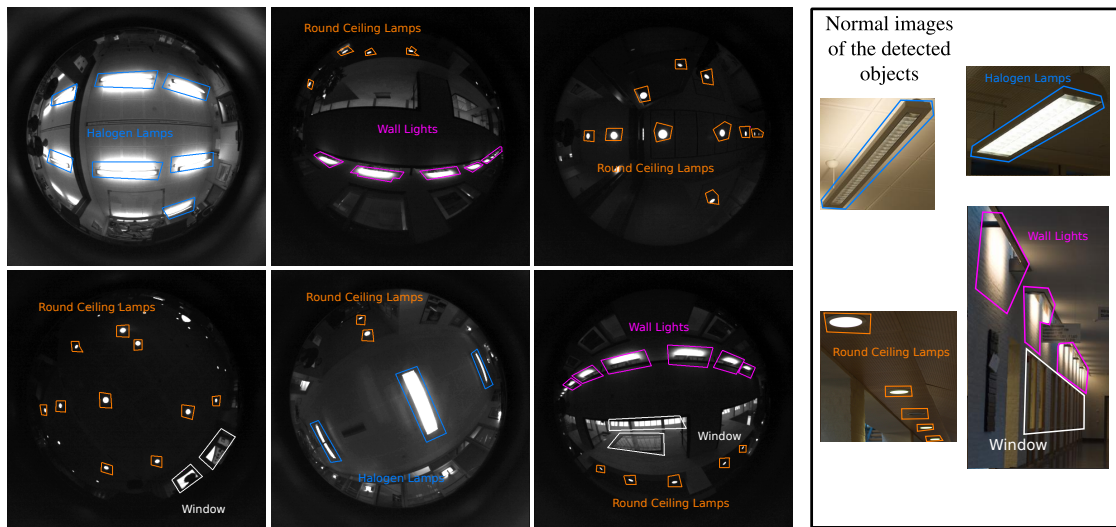 Halogen Lamps
Round Ceiling Lamps
Wall Lights
Round Ceiling Lamps
Round Ceiling Lamps
Window
Round Ceiling Lamps
Halogen Lamps
Wall Lights
Window
Round Ceiling Lamps
Normal images
of the detected
objects
Halogen Lamps
Wall Lights
Round Ceiling Lamps
Window